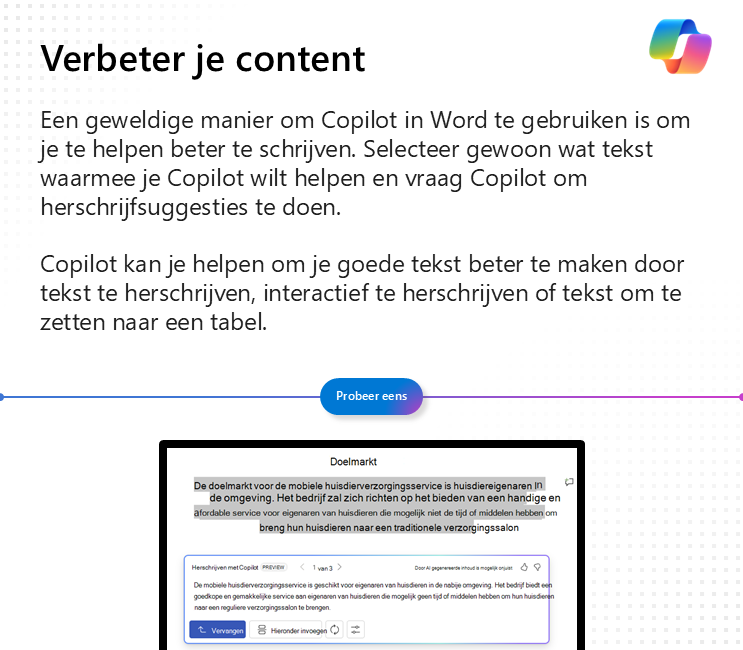 Verbeter je content
Een geweldige manier om Copilot in Word te gebruiken is om
je te helpen beter te schrijven. Selecteer gewoon wat tekst
waarmee je Copilot wilt helpen en vraag Copilot om
herschrijfsuggesties te doen.
Copilot kan je helpen om je goede tekst beter te maken door
tekst te herschrijven, interactief te herschrijven of tekst om te
zetten naar een tabel.
Probeer eens
Doelmarkt
De doelmarkt voor de mobiele huisdierverzorgingsservice is huisdiereigenaren In
de omgeving. Het bedrijf zal zich richten op het bieden van een handige en
afordable service voor eigenaren van huisdieren die mogelijk niet de tijd of middelen hebben om
breng hun huisdieren naar een traditionele verzorgingssalon
Herschrijven met Copilot PREVIEW 1 van 3 Door AI gegenereerde inhoud is mogelijk onjuist
De mobiele huisdierverzorgingsservice is geschikt voor eigenaren van huisdieren in de nabije omgeving. Het bedrijf biedt een
goedkope en gemakkelijke service aan eigenaren van huisdieren die mogelijk geen tijd of middelen hebben om hun huisdieren
naar een reguliere verzorgingssalon te brengen.
Vervangen Hieronder invoegen